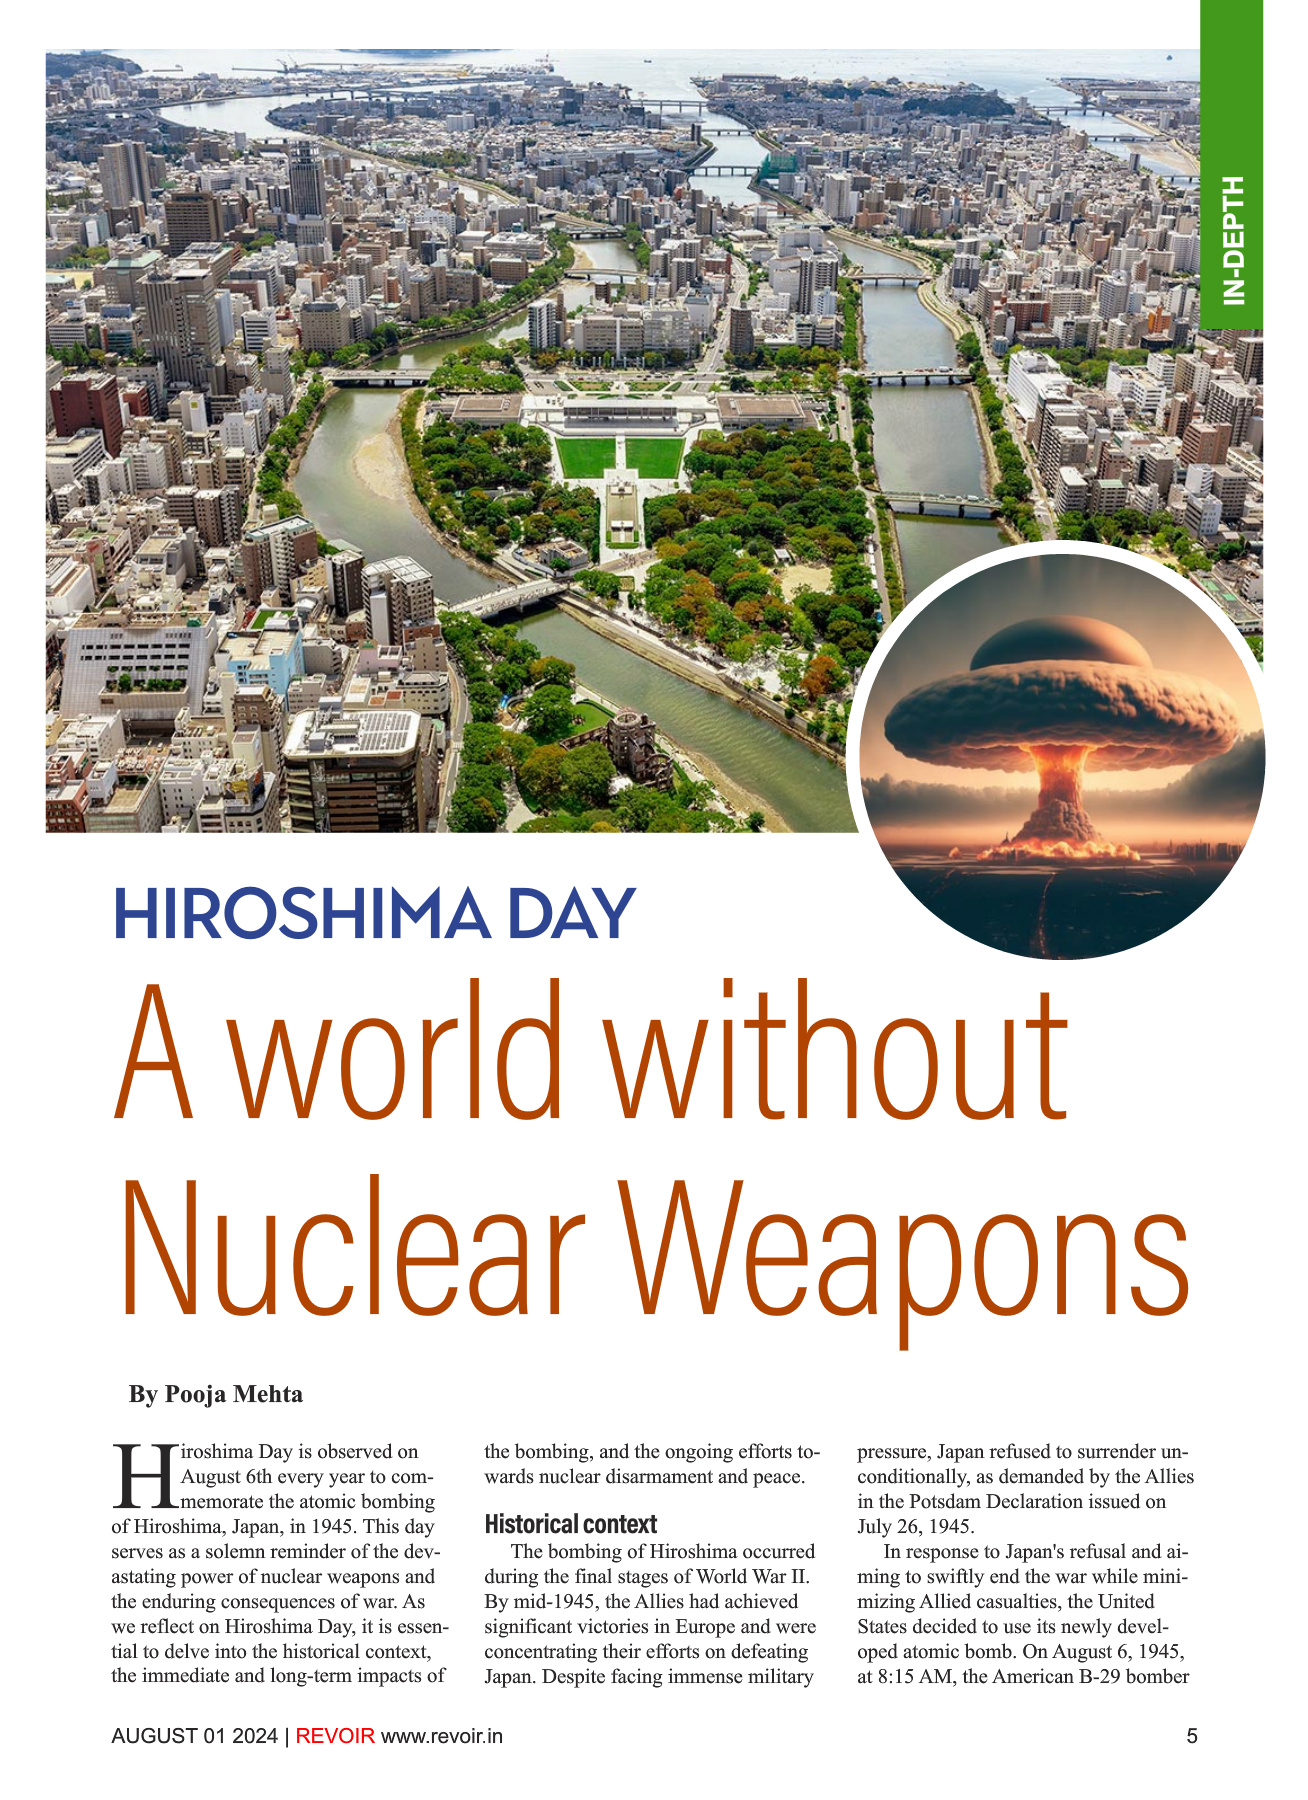 IN-DEPTH
HIROSHIMA DAY
A world without
Nuclear Weapons
By Pooja Mehta
Hiroshima Day is observed on
August 6th every year to com-
memorate the atomic bombing
of Hiroshima, Japan, in 1945. This day
serves as a solemn reminder of the dev-
astating power of nuclear weapons and
the enduring consequences of war. As
we reflect on Hiroshima Day, it is essen-
tial to delve into the historical context,
the immediate and long-term impacts of
the bombing, and the ongoing efforts to-
wards nuclear disarmament and peace.
Historical context
The bombing of Hiroshima occurred
during the final stages of World War II.
By mid-1945, the Allies had achieved
significant victories in Europe and were
concentrating their efforts on defeating
Japan. Despite facing immense military
pressure, Japan refused to surrender un-
conditionally, as demanded by the Allies
in the Potsdam Declaration issued on
July 26, 1945.
In response to Japan's refusal and ai-
ming to swiftly end the war while mini-
mizing Allied casualties, the United
States decided to use its newly devel-
oped atomic bomb. On August 6, 1945,
at 8:15 AM, the American B-29 bomber
AUGUST 01 2024 | REVOIR www.revoir.in
5